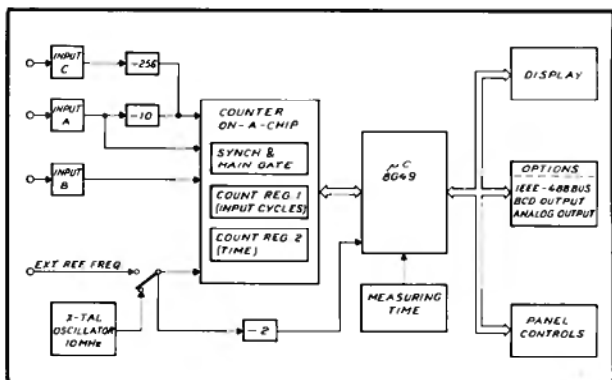 INPUT
C
-256
INPUT
A
-10
INPUT
B
COUNTER
ON-A-CHIP
SYNCH &
MAIN GATE
COUNT REG 1
(INPUT CYCLES)
COUNT REG 2
(TIME)
EXT REF FREQ
X-TAL
OSCILLATOR
10 MHz
-2
μC
8049
MEASURING
TIME
DISPLAY
OPTIONS
IEEE-488 BUS
BCD OUTPUT
ANALOG OUTPUT
PANEL
CONTROLS